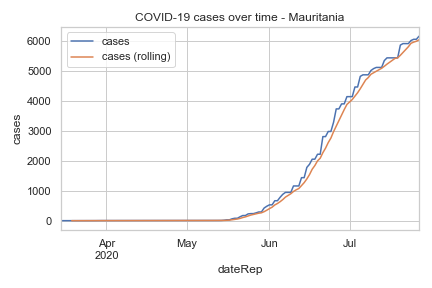 COVID-19 cases over time - Mauritania
cases
cases (rolling)
6000
5000
4000
3000
2000
1000
0
cases
Apr
2020
May
Jun
Jul
dateRep